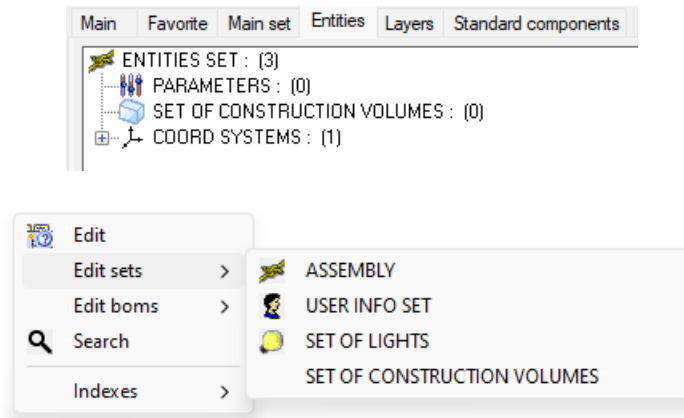 Main Favorite Main set Entities Layers Standard components
ENTITIES SET : (3)
PARAMETERS : (0)
SET OF CONSTRUCTION VOLUMES : (0)
COORD SYSTEMS : (1)
Edit
Edit sets
Edit boms
Search
Indexes
ASSEMBLY
USER INFO SET
SET OF LIGHTS
SET OF CONSTRUCTION VOLUMES